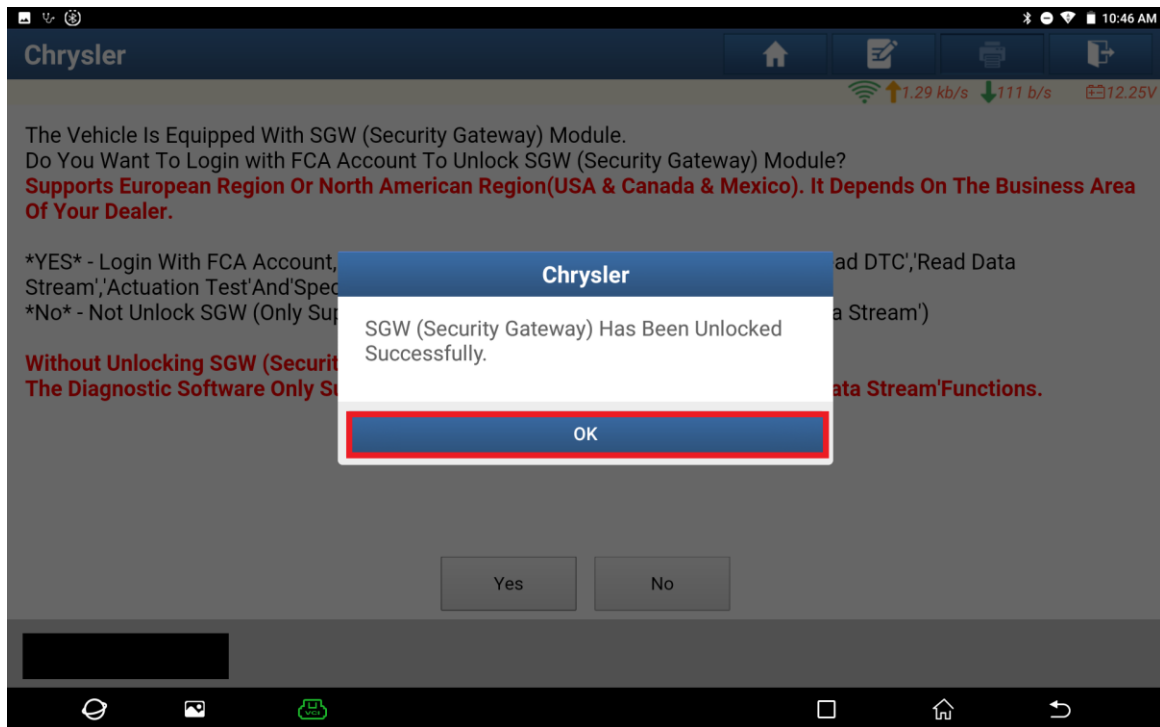 10:46 AM
Chrysler
1.29 kb/s 111 b/s 12.25V
The Vehicle Is Equipped With SGW (Security Gateway) Module.
Do You Want To Login with FCA Account To Unlock SGW (Security Gateway) Module?
Supports European Region Or North American Region(USA & Canada & Mexico). It Depends On The Business Area
Of Your Dealer.
*YES* - Login With FCA Account, ad DTC','Read Data
Stream','Actuation Test'And'Spec
*No* - Not Unlock SGW (Only Sup a Stream')
Without Unlocking SGW (Securit
The Diagnostic Software Only Su ata Stream'Functions.
Chrysler
SGW (Security Gateway) Has Been Unlocked
Successfully.
OK
Yes No
VCI